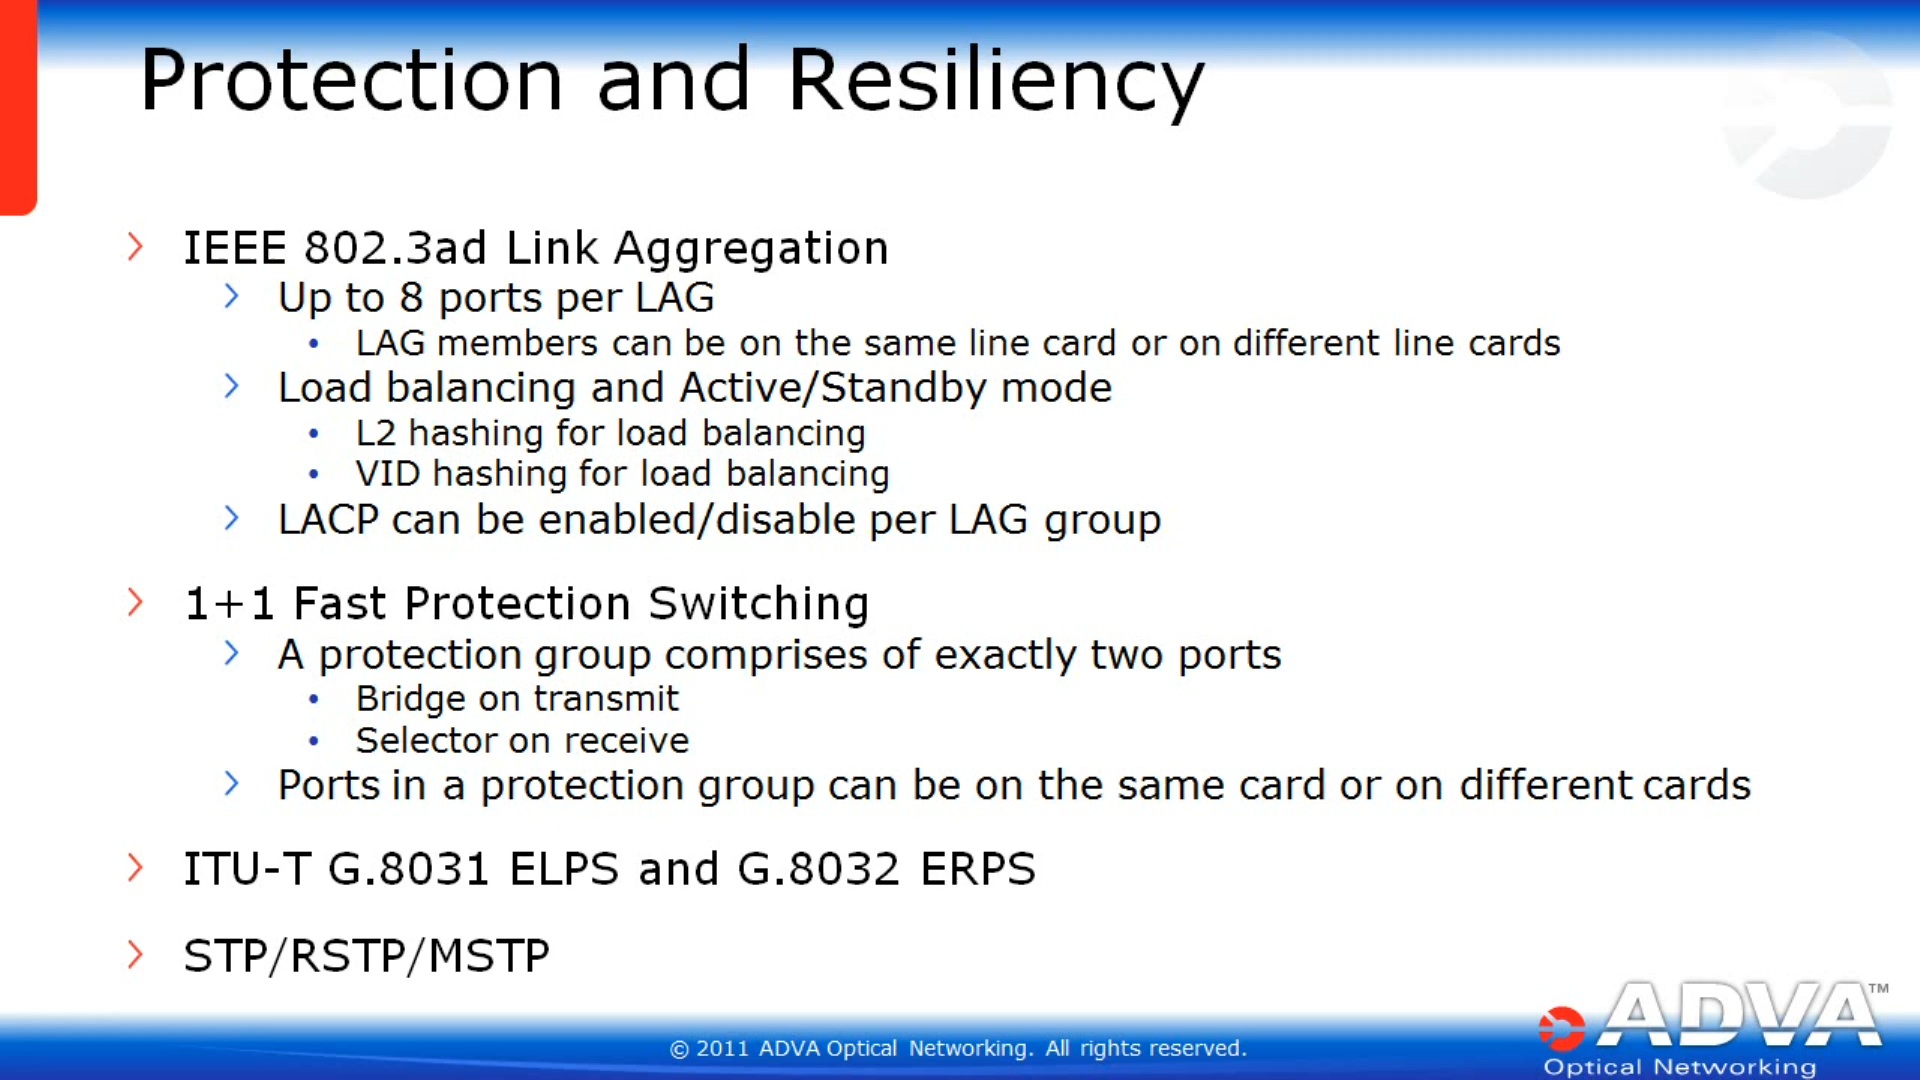 Protection and Resiliency
IEEE 802.3ad Link Aggregation
Up to 8 ports per LAG
LAG members can be on the same line card or on different line cards
Load balancing and Active/Standby mode
L2 hashing for load balancing
VID hashing for load balancing
LACP can be enabled/disable per LAG group
1+1 Fast Protection Switching
A protection group comprises of exactly two ports
Bridge on transmit
Selector on receive
Ports in a protection group can be on the same card or on different cards
ITU-T G.8031 ELPS and G.8032 ERPS
STP/RSTP/MSTP
© 2011 ADVA Optical Networking. All rights reserved.
ADVA™
Optical Networking